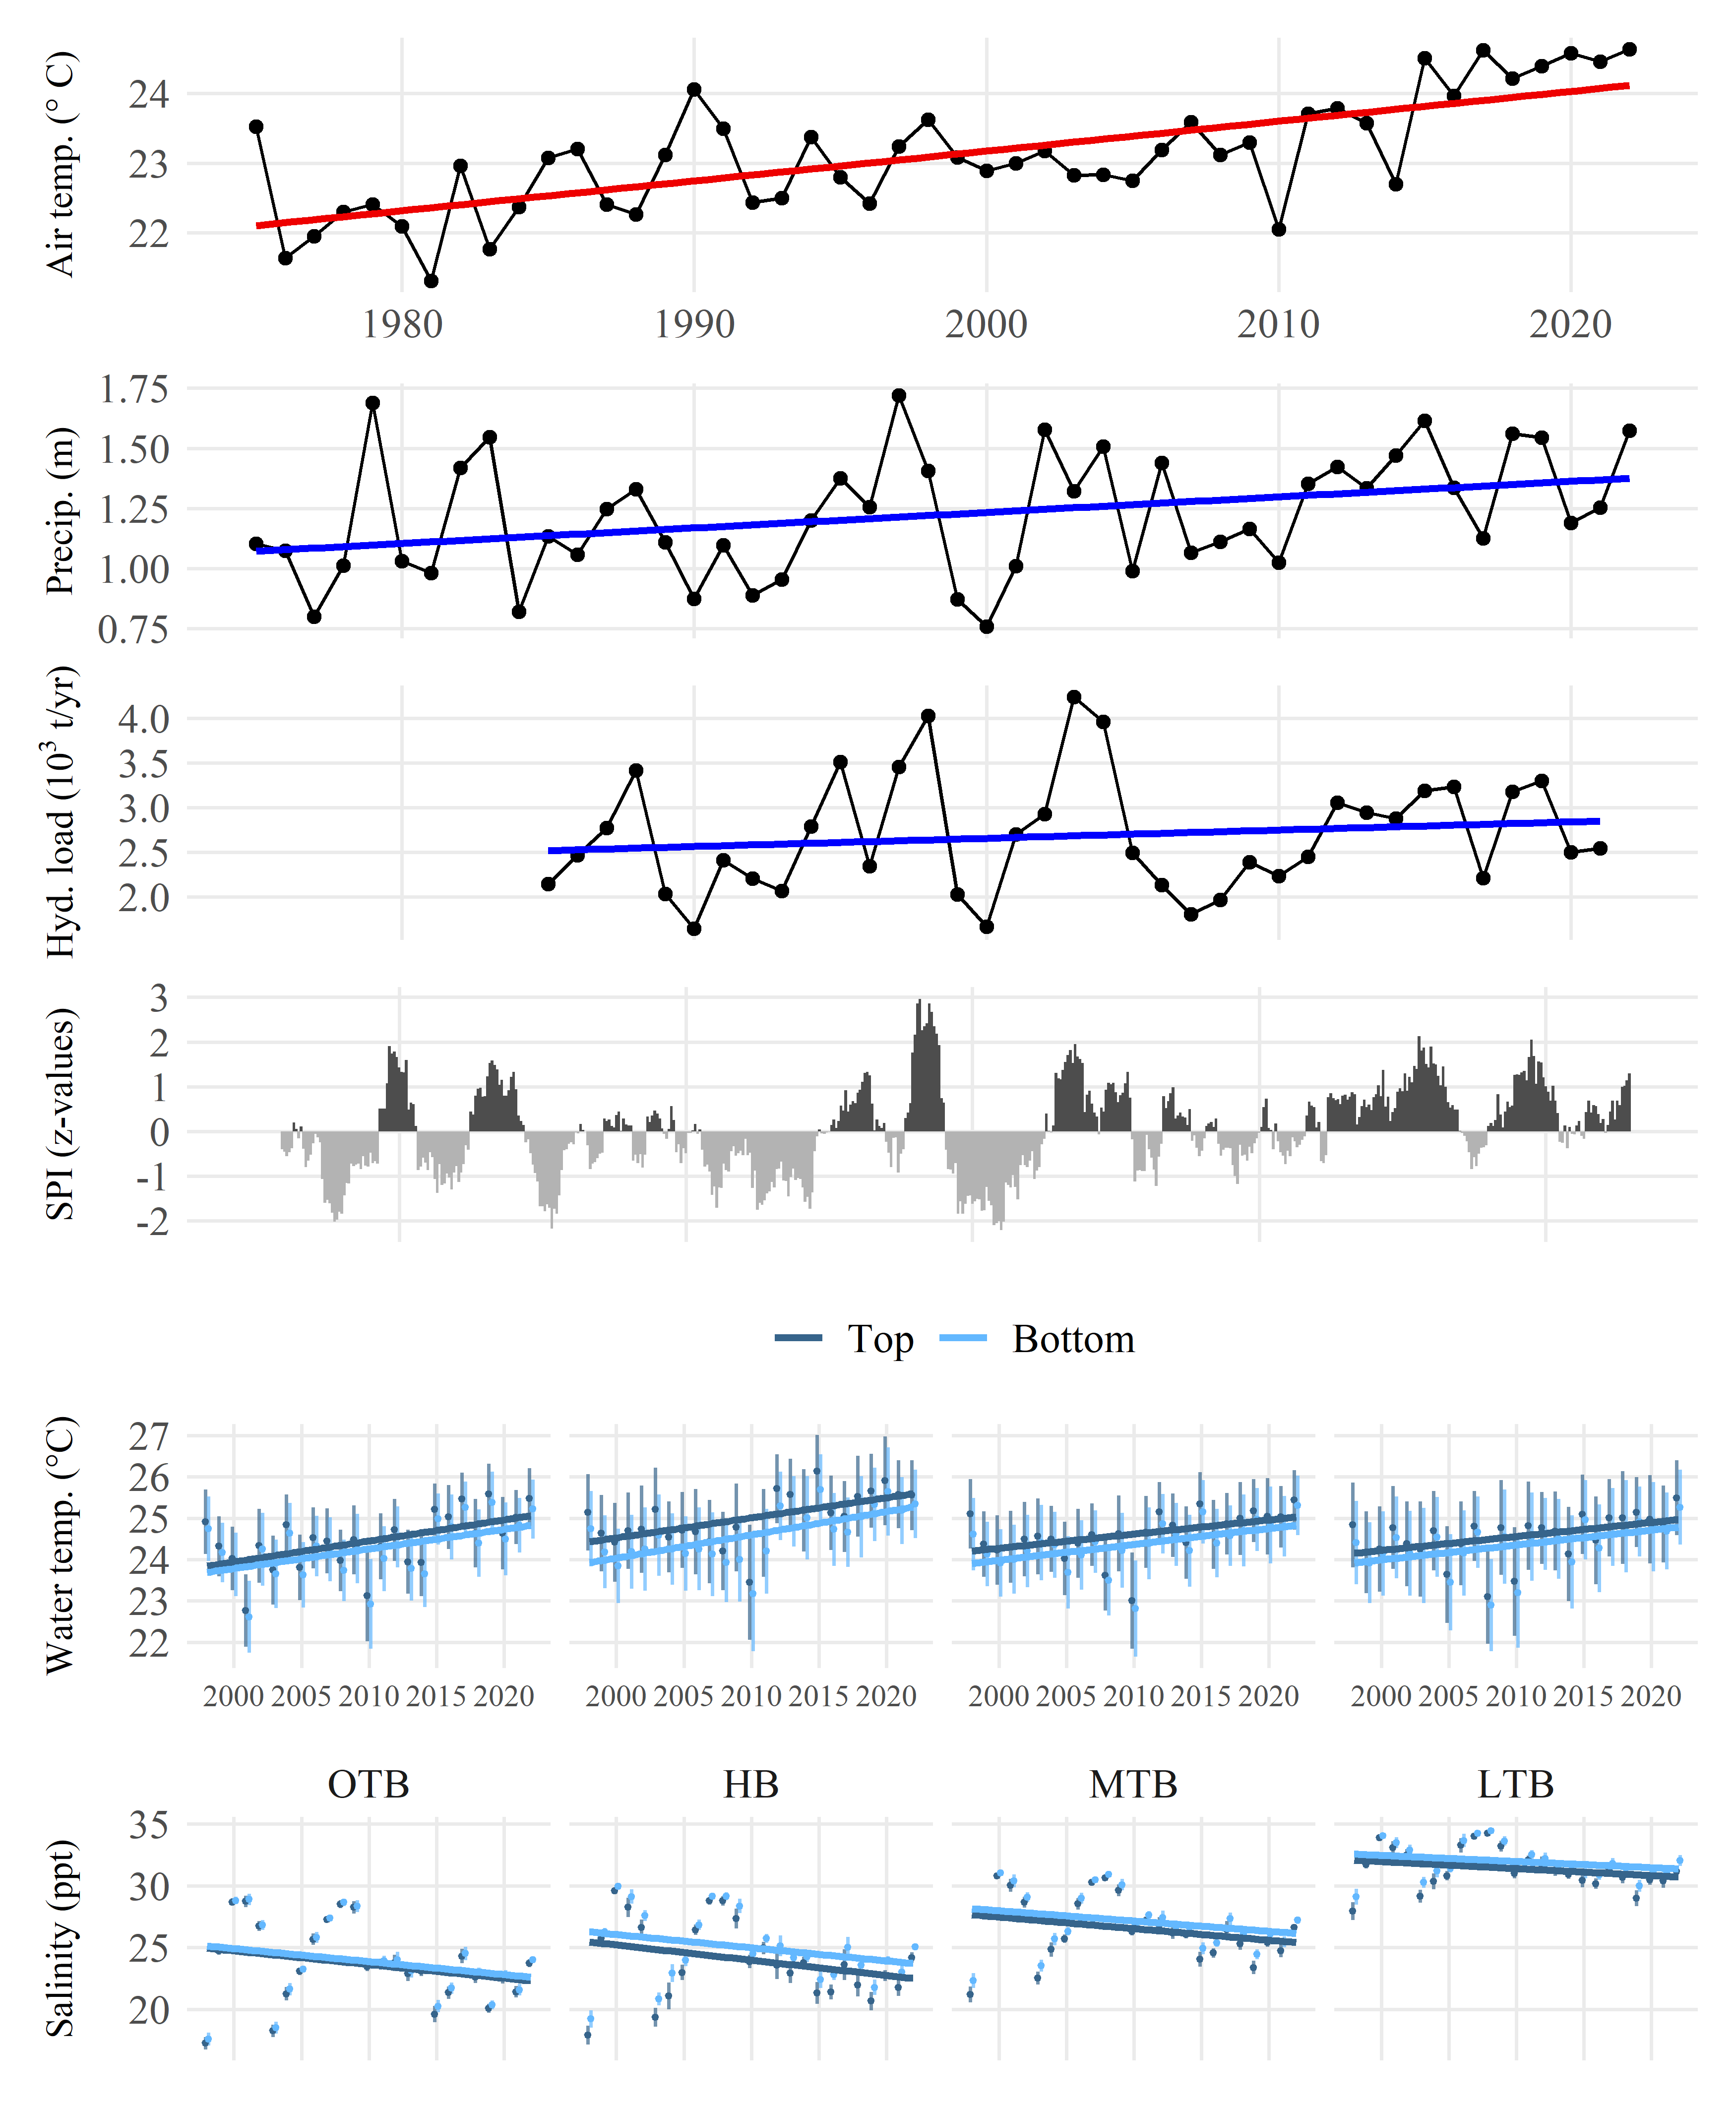 Air temp. (° C)
24
23
22
1980 1990 2000 2010 2020
Precip. (m)
1.75
1.50
1.25
1.00
0.75
Hyd. load (10³ t/yr)
4.0
3.5
3.0
2.5
2.0
SPI (z-values)
3
2
1
0
-1
-2
Top Bottom
Water temp. (°C)
27
26
25
24
23
22
2000 2005 2010 2015 2020 2000 2005 2010 2015 2020 2000 2005 2010 2015 2020 2000 2005 2010 2015 2020
OTB HB MTB LTB
Salinity (ppt)
35
30
25
20